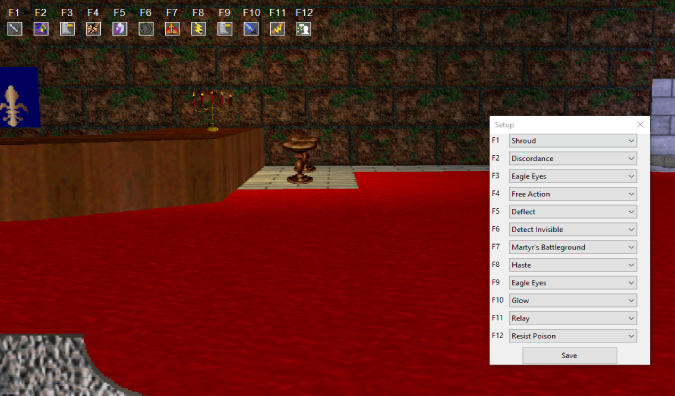 F1 F2 F3 F4 F5 F6 F7 F8 F9 F10 F11 F12
Setup
F1 Shroud
F2 Discordance
F3 Eagle Eyes
F4 Free Action
F5 Deflect
F6 Detect Invisible
F7 Martyr's Battleground
F8 Haste
F9 Eagle Eyes
F10 Glow
F11 Relay
F12 Resist Poison
Save